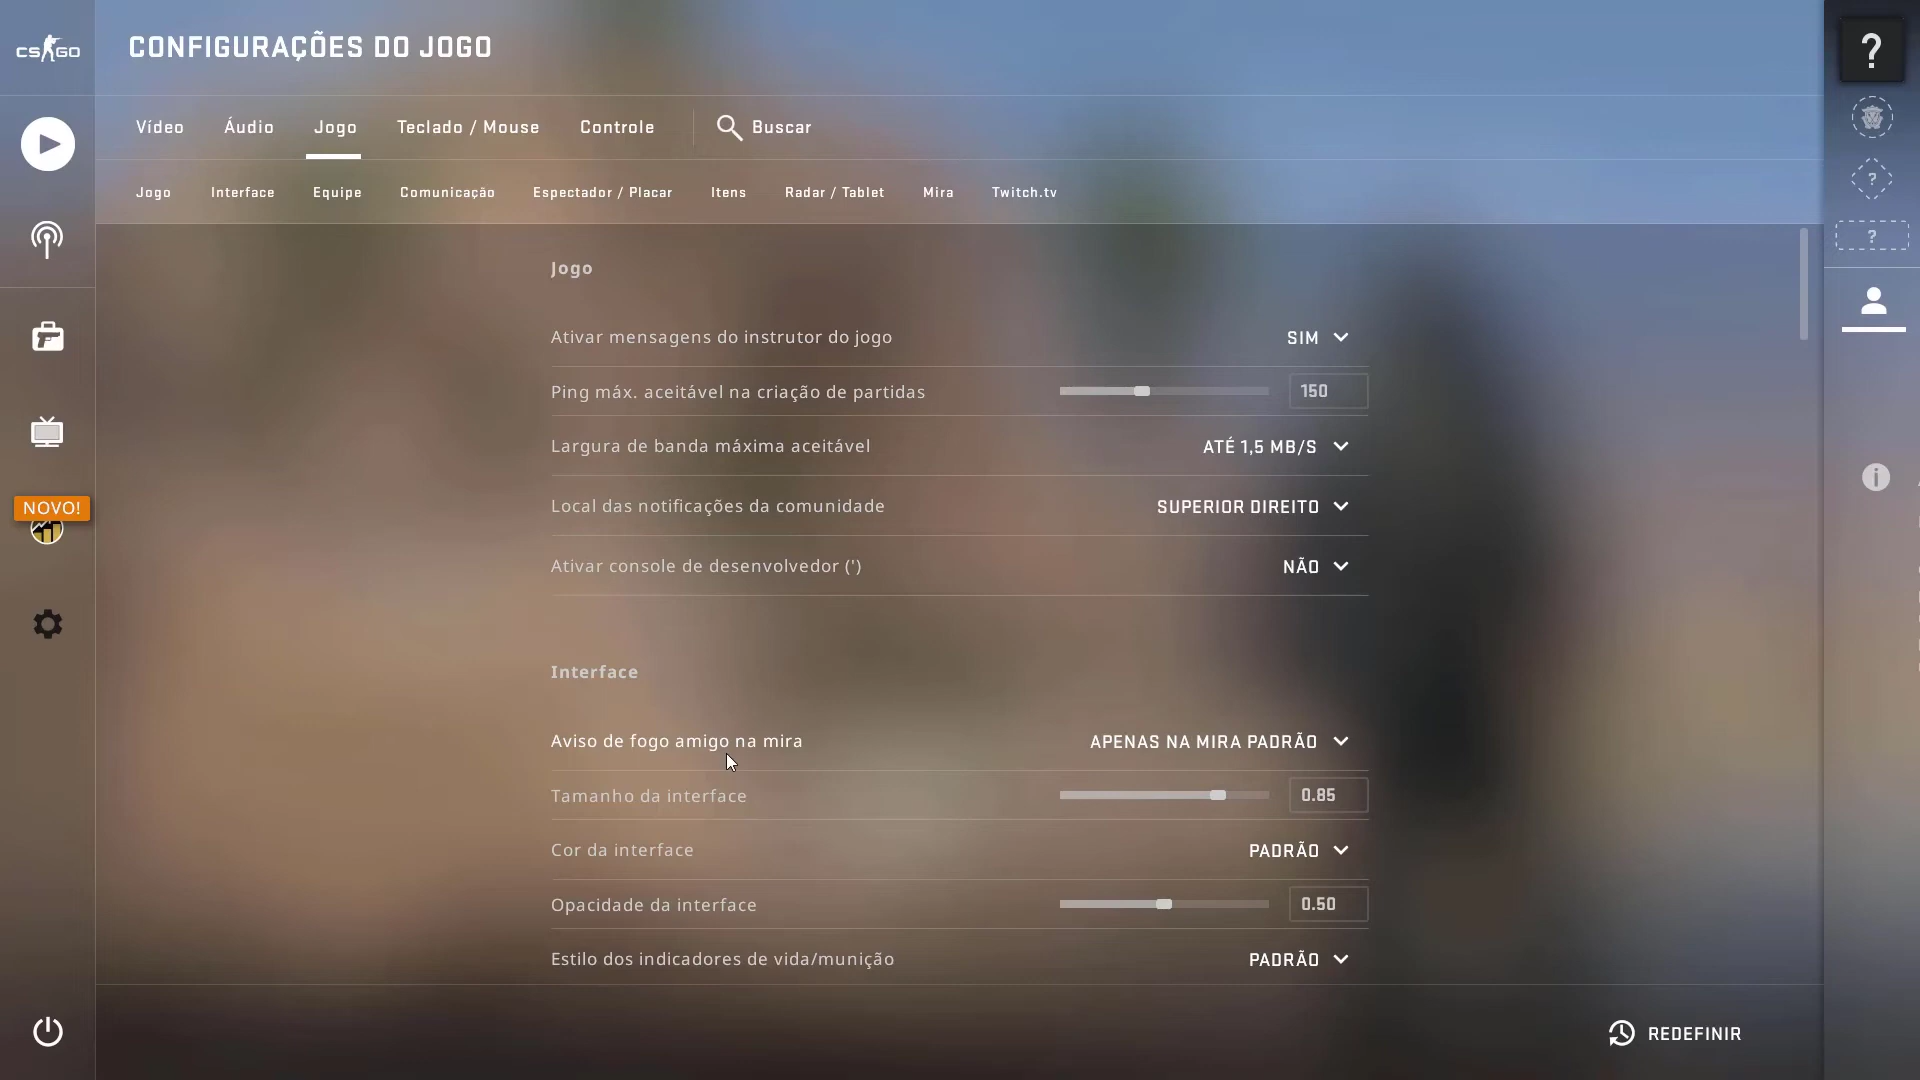 CS GO
CONFIGURAÇÕES DO JOGO
?
Vídeo Áudio Jogo Teclado / Mouse Controle Buscar
Jogo Interface Equipe Comunicação Espectador / Placar Itens Radar / Tablet Mira Twitch.tv
?
?
Jogo
Ativar mensagens do instrutor do jogo SIM
Ping máx. aceitável na criação de partidas 150
Largura de banda máxima aceitável ATÉ 1,5 MB/S
Local das notificações da comunidade SUPERIOR DIREITO
NOVO!
Ativar console de desenvolvedor (') NÃO
Interface
Aviso de fogo amigo na mira APENAS NA MIRA PADRÃO
Tamanho da interface 0.85
Cor da interface PADRÃO
Opacidade da interface 0.50
Estilo dos indicadores de vida/munição PADRÃO
REDEFINIR